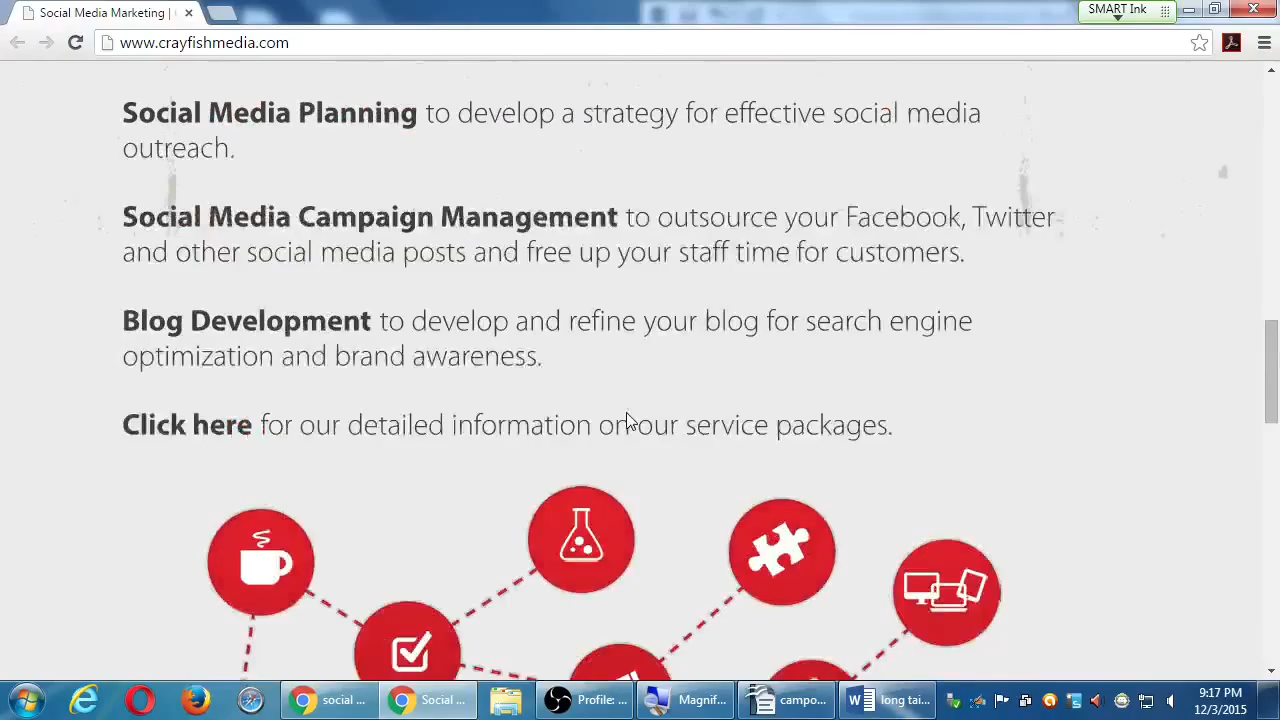 Social Media Marketing |
SMART Ink
www.crayfishmedia.com
Social Media Planning to develop a strategy for effective social media
outreach.
Social Media Campaign Management to outsource your Facebook, Twitter
and other social media posts and free up your staff time for customers.
Blog Development to develop and refine your blog for search engine
optimization and brand awareness.
Click here for our detailed information on our service packages.
social ...
Social ...
Profile: ...
Magnif...
campo...
long tai...
9:17 PM
12/3/2015